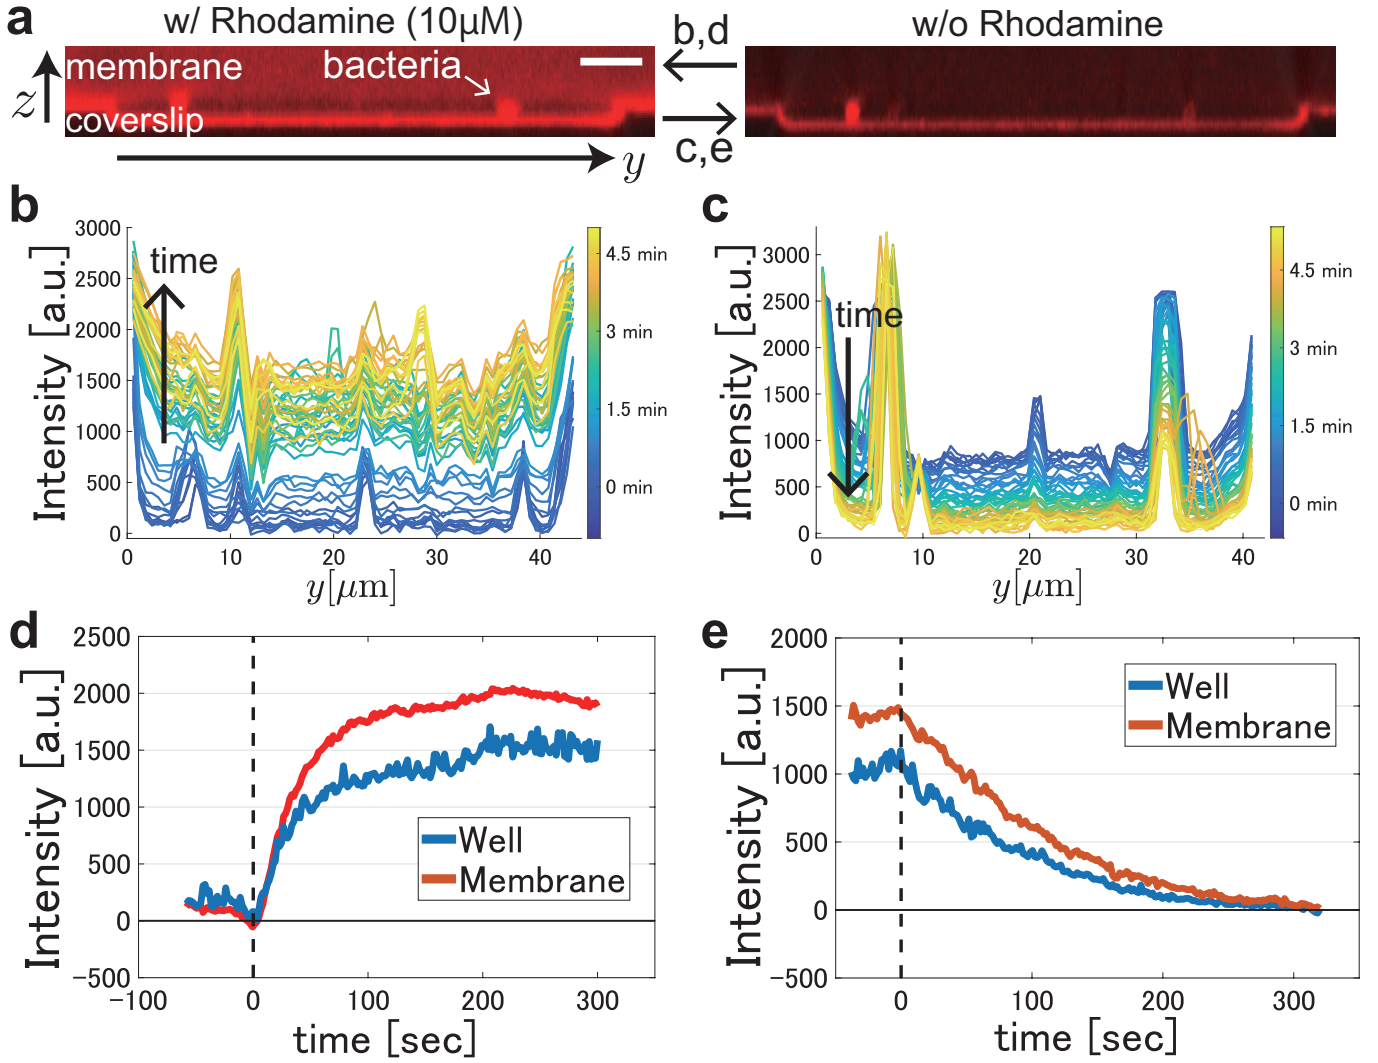 a
w/ Rhodamine (10μM)
b,d
w/o Rhodamine
membrane
bacteria
z
coverslip
c,e
y
b
Intensity [a.u.]
3000
2500
2000
1500
1000
500
0
time
0
10
20
30
40
y[μm]
4.5 min
3 min
1.5 min
0 min
c
Intensity [a.u.]
3000
2500
2000
1500
1000
500
0
time
0
10
20
30
40
y[μm]
4.5 min
3 min
1.5 min
0 min
d
Intensity [a.u.]
2500
2000
1500
1000
500
0
−500
Well
Membrane
-100
0
100
200
300
time [sec]
e
Intensity [a.u.]
2000
1500
1000
500
0
−500
Well
Membrane
0
100
200
300
time [sec]